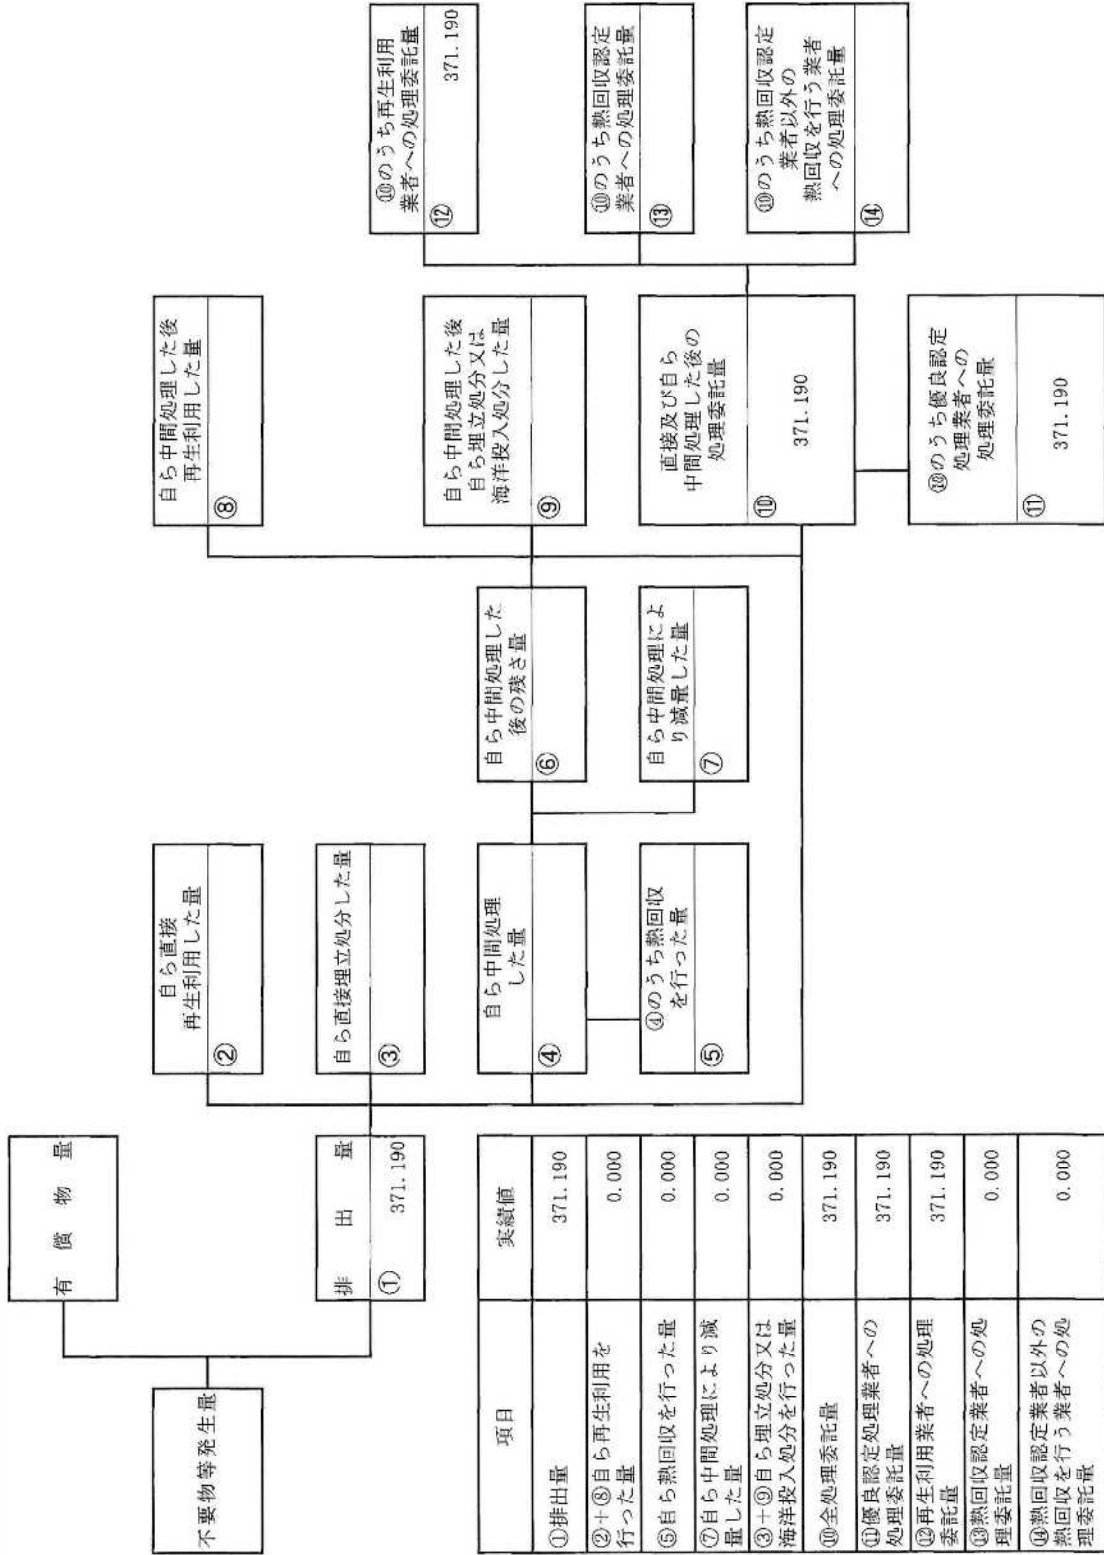 不要物等発生量
有償物量
排出量
① 371.190
自ら直接
再生利用した量
②
自ら直接埋立処分した量
③
自ら中間処理
した量
④
④のうち熱回収
を行った量
⑤
自ら中間処理した
後の残さ量
⑥
自ら中間処理によ
り減量した量
⑦
自ら中間処理した後
再生利用した量
⑧
自ら中間処理した後
自ら埋立処分又は
海洋投入処分した量
⑨
直接及び自ら
中間処理した後の
処理委託量
⑩
371.190
⑩のうち優良認定
処理業者への
処理委託量
⑪
371.190
⑩のうち再生利用
業者への処理委託量
⑫ 371.190
⑩のうち熱回収認定
業者への処理委託量
⑬
⑩のうち熱回収認定
業者以外の
熱回収を行う業者
への処理委託量
⑭
項目 実績値
①排出量 371.190
②+⑧自ら再生利用を
行った量 0.000
⑤自ら熱回収を行った量 0.000
⑦自ら中間処理により減
量した量 0.000
③+⑨自ら埋立処分又は
海洋投入処分を行った量 0.000
⑩全処理委託量 371.190
⑪優良認定処理業者への
処理委託量 371.190
⑫再生利用業者への処理
委託量 371.190
⑬熱回収認定業者への処
理委託量 0.000
⑭熱回収認定業者以外の
熱回収を行う業者への処
理委託量 0.000